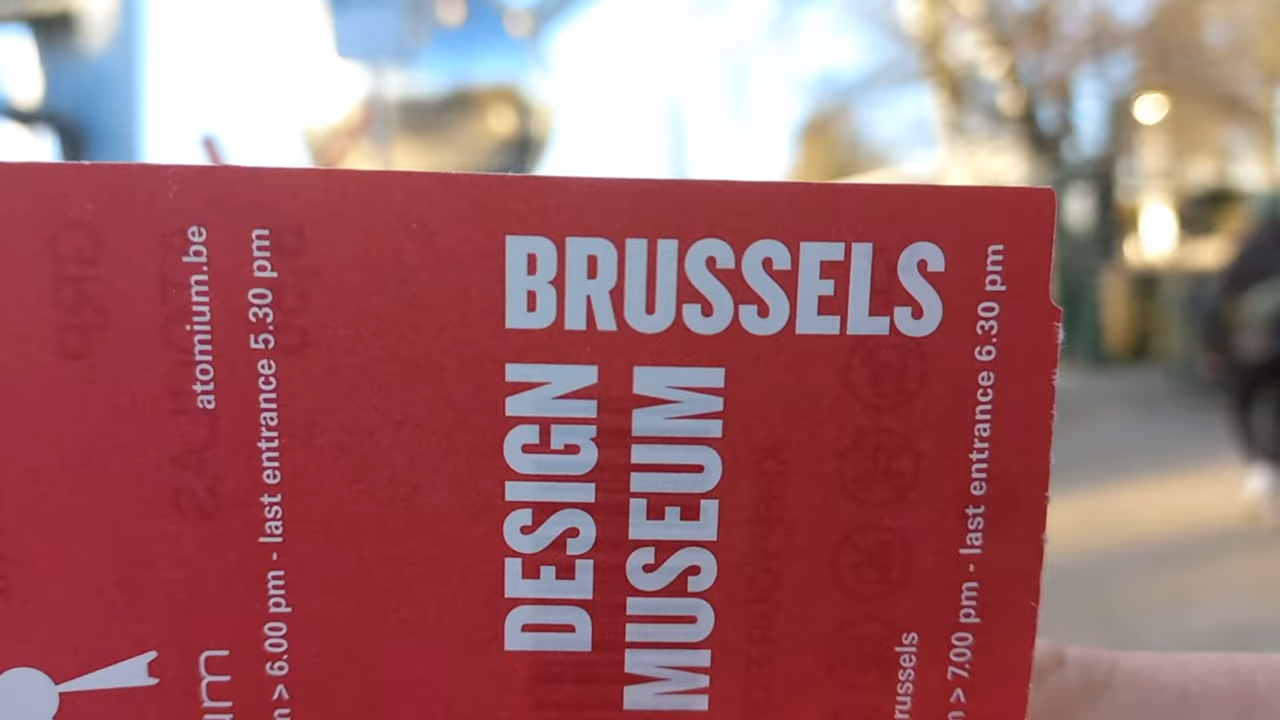 atomium.be
> 6.00 pm - last entrance 5.30 pm
BRUSSELS
DESIGN
MUSEUM
> 7.00 pm - last entrance 6.30 pm